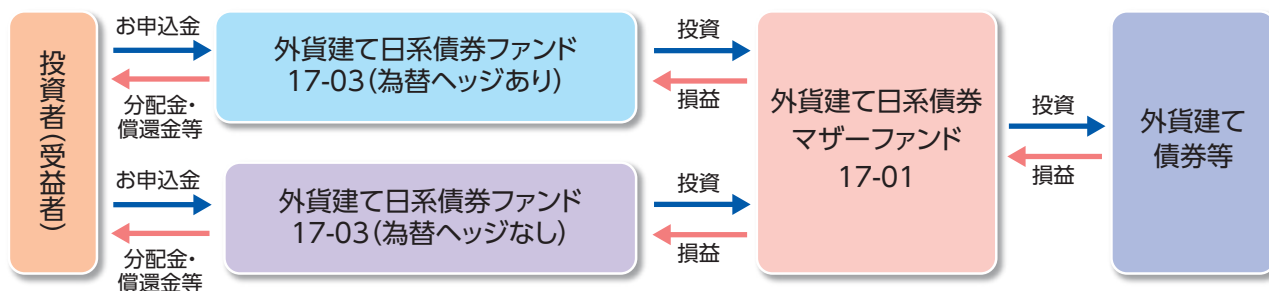 投資者(受益者)
お申込金
分配金・
償還金等
外貨建て日系債券ファンド
17-03(為替ヘッジあり)
投資
損益
お申込金
分配金・
償還金等
外貨建て日系債券ファンド
17-03(為替ヘッジなし)
投資
損益
外貨建て日系債券
マザーファンド
17-01
投資
損益
外貨建て
債券等